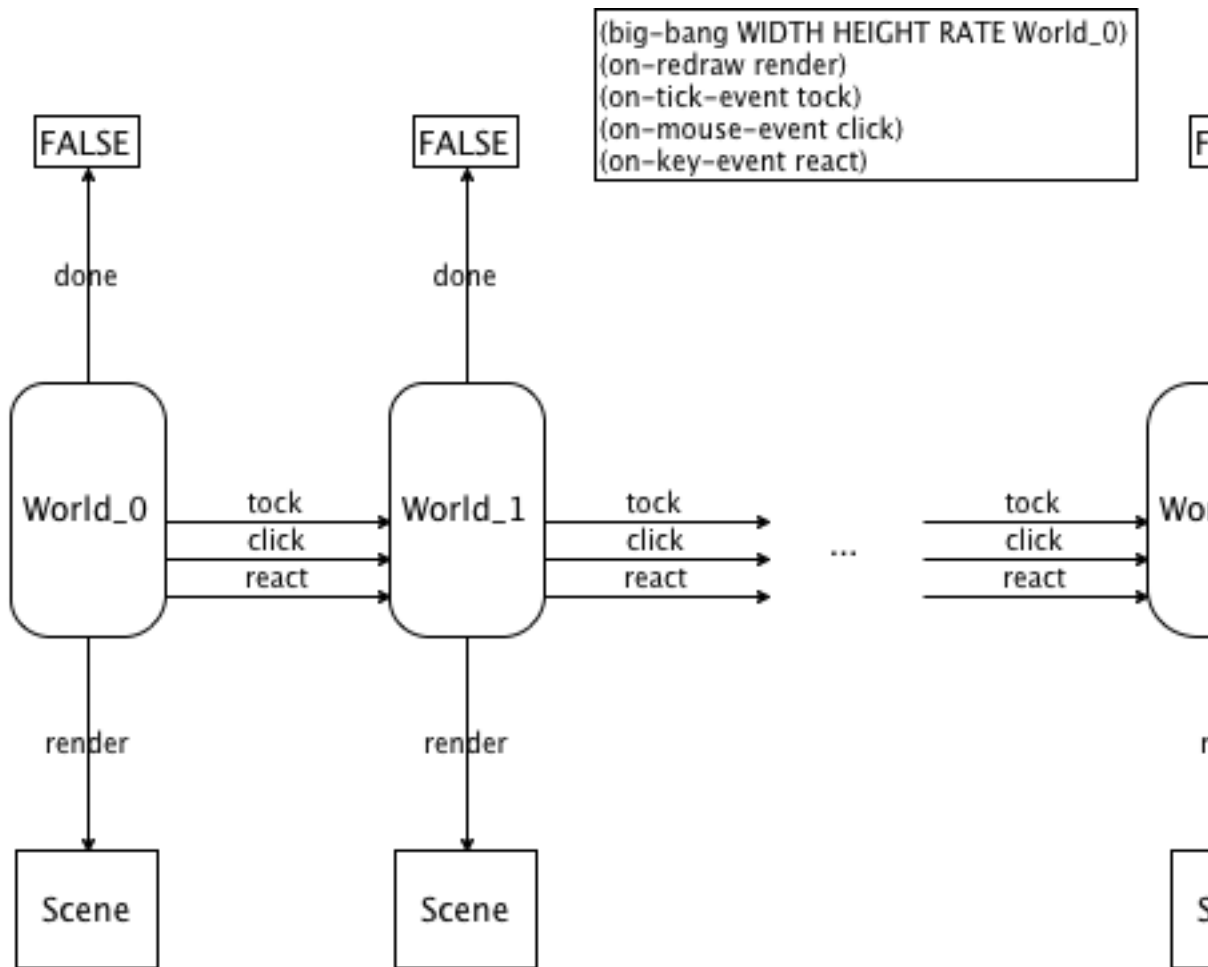 (big-bang WIDTH HEIGHT RATE World_0)
(on-redraw render)
(on-tick-event tock)
(on-mouse-event click)
(on-key-event react)
FALSE
FALSE
done
done
World_0
tock
click
react
World_1
tock
click
react
...
tock
click
react
render
render
Scene
Scene